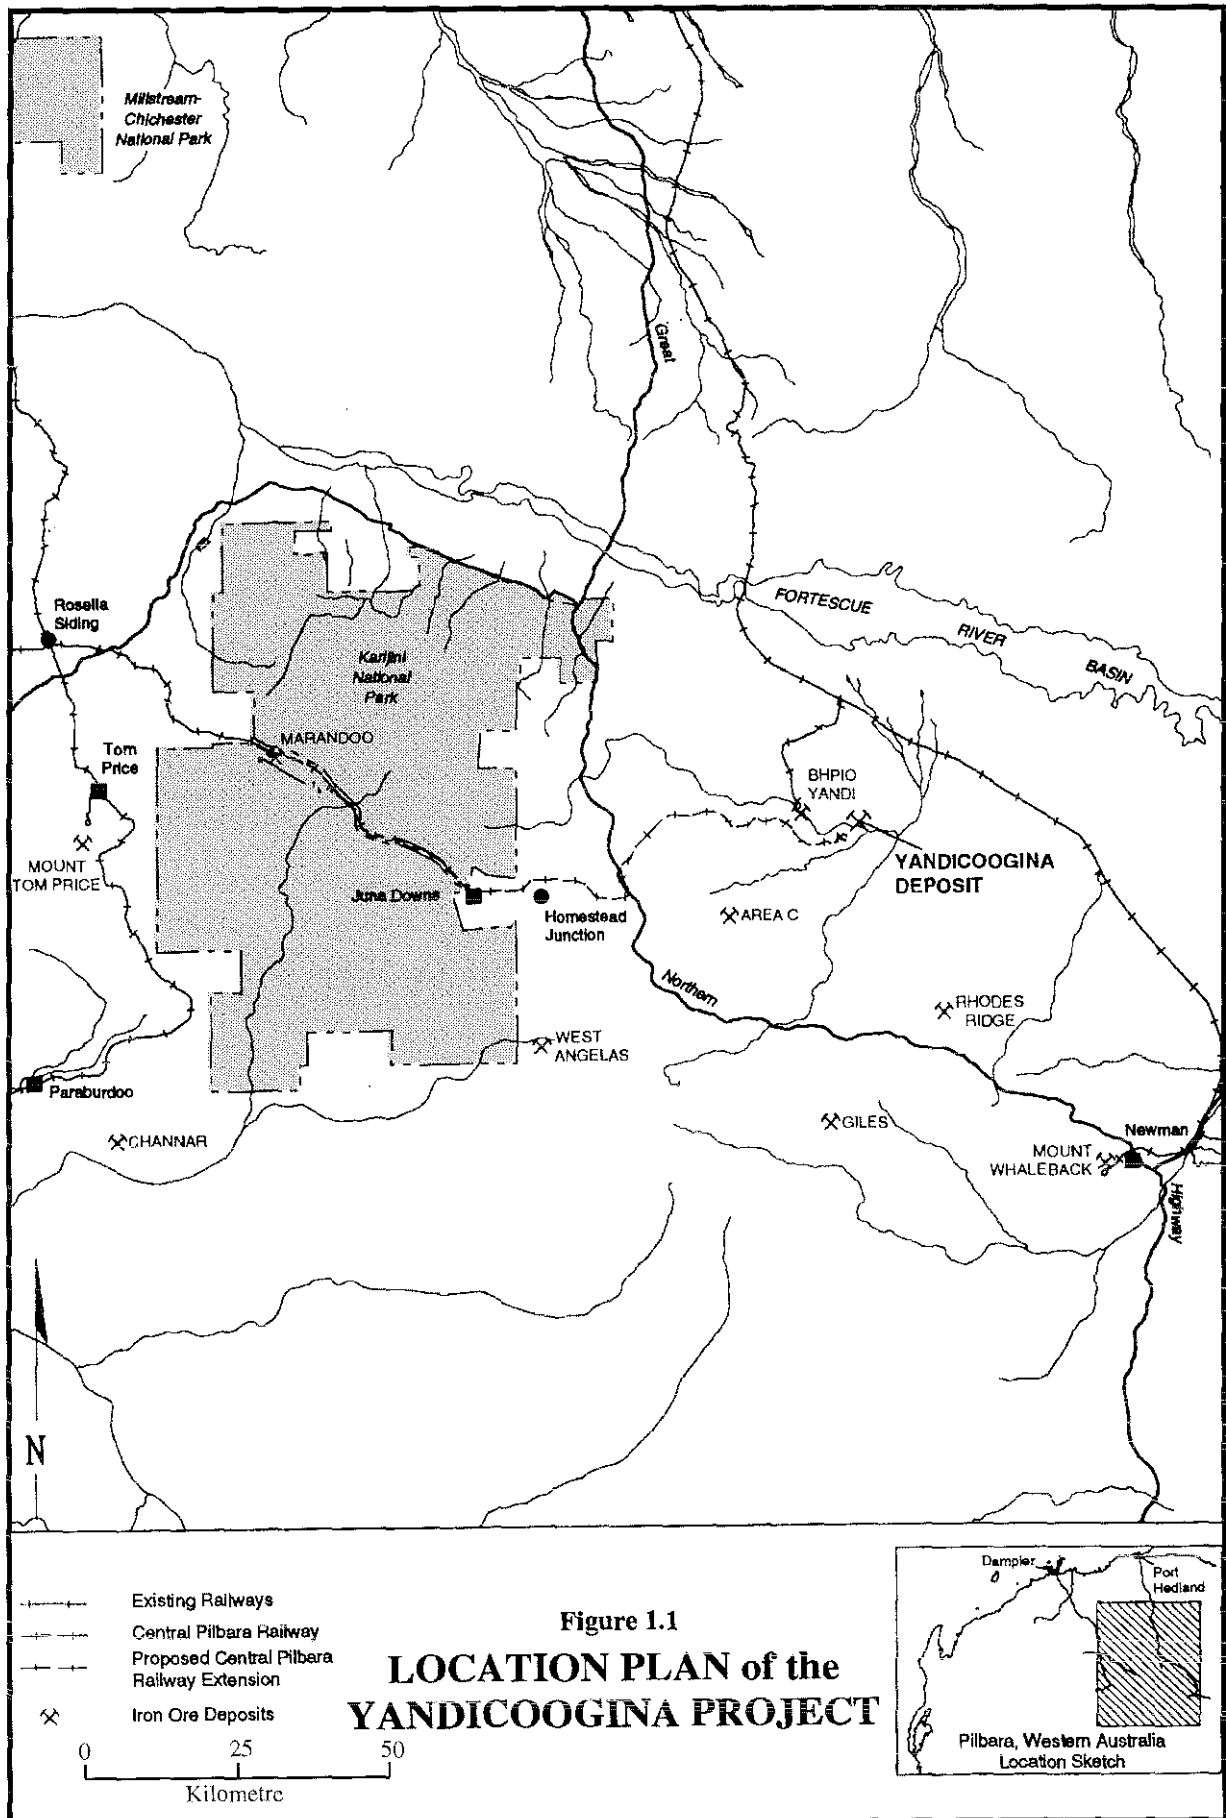 Millstream-
Chichester
National Park
Great
Rosella
Siding
FORTESCUE
RIVER
BASIN
Karijini
National
Park
MARANDOO
Tom
Price
BHPIO
YANDI
MOUNT
TOM PRICE
YANDICOOGINA
DEPOSIT
Juna Downs
Homestead
Junction
AREA C
Northern
RHODES
RIDGE
WEST
ANGELAS
Paraburdoo
CHANNAR
GILES
Newman
MOUNT
WHALEBACK
Highway
N
Existing Railways
Central Pilbara Railway
Proposed Central Pilbara
Railway Extension
Iron Ore Deposits
0 25 50
Kilometre
Figure 1.1
LOCATION PLAN of the
YANDICOOGINA PROJECT
Dampier
Port
Hedland
Pilbara, Western Australia
Location Sketch